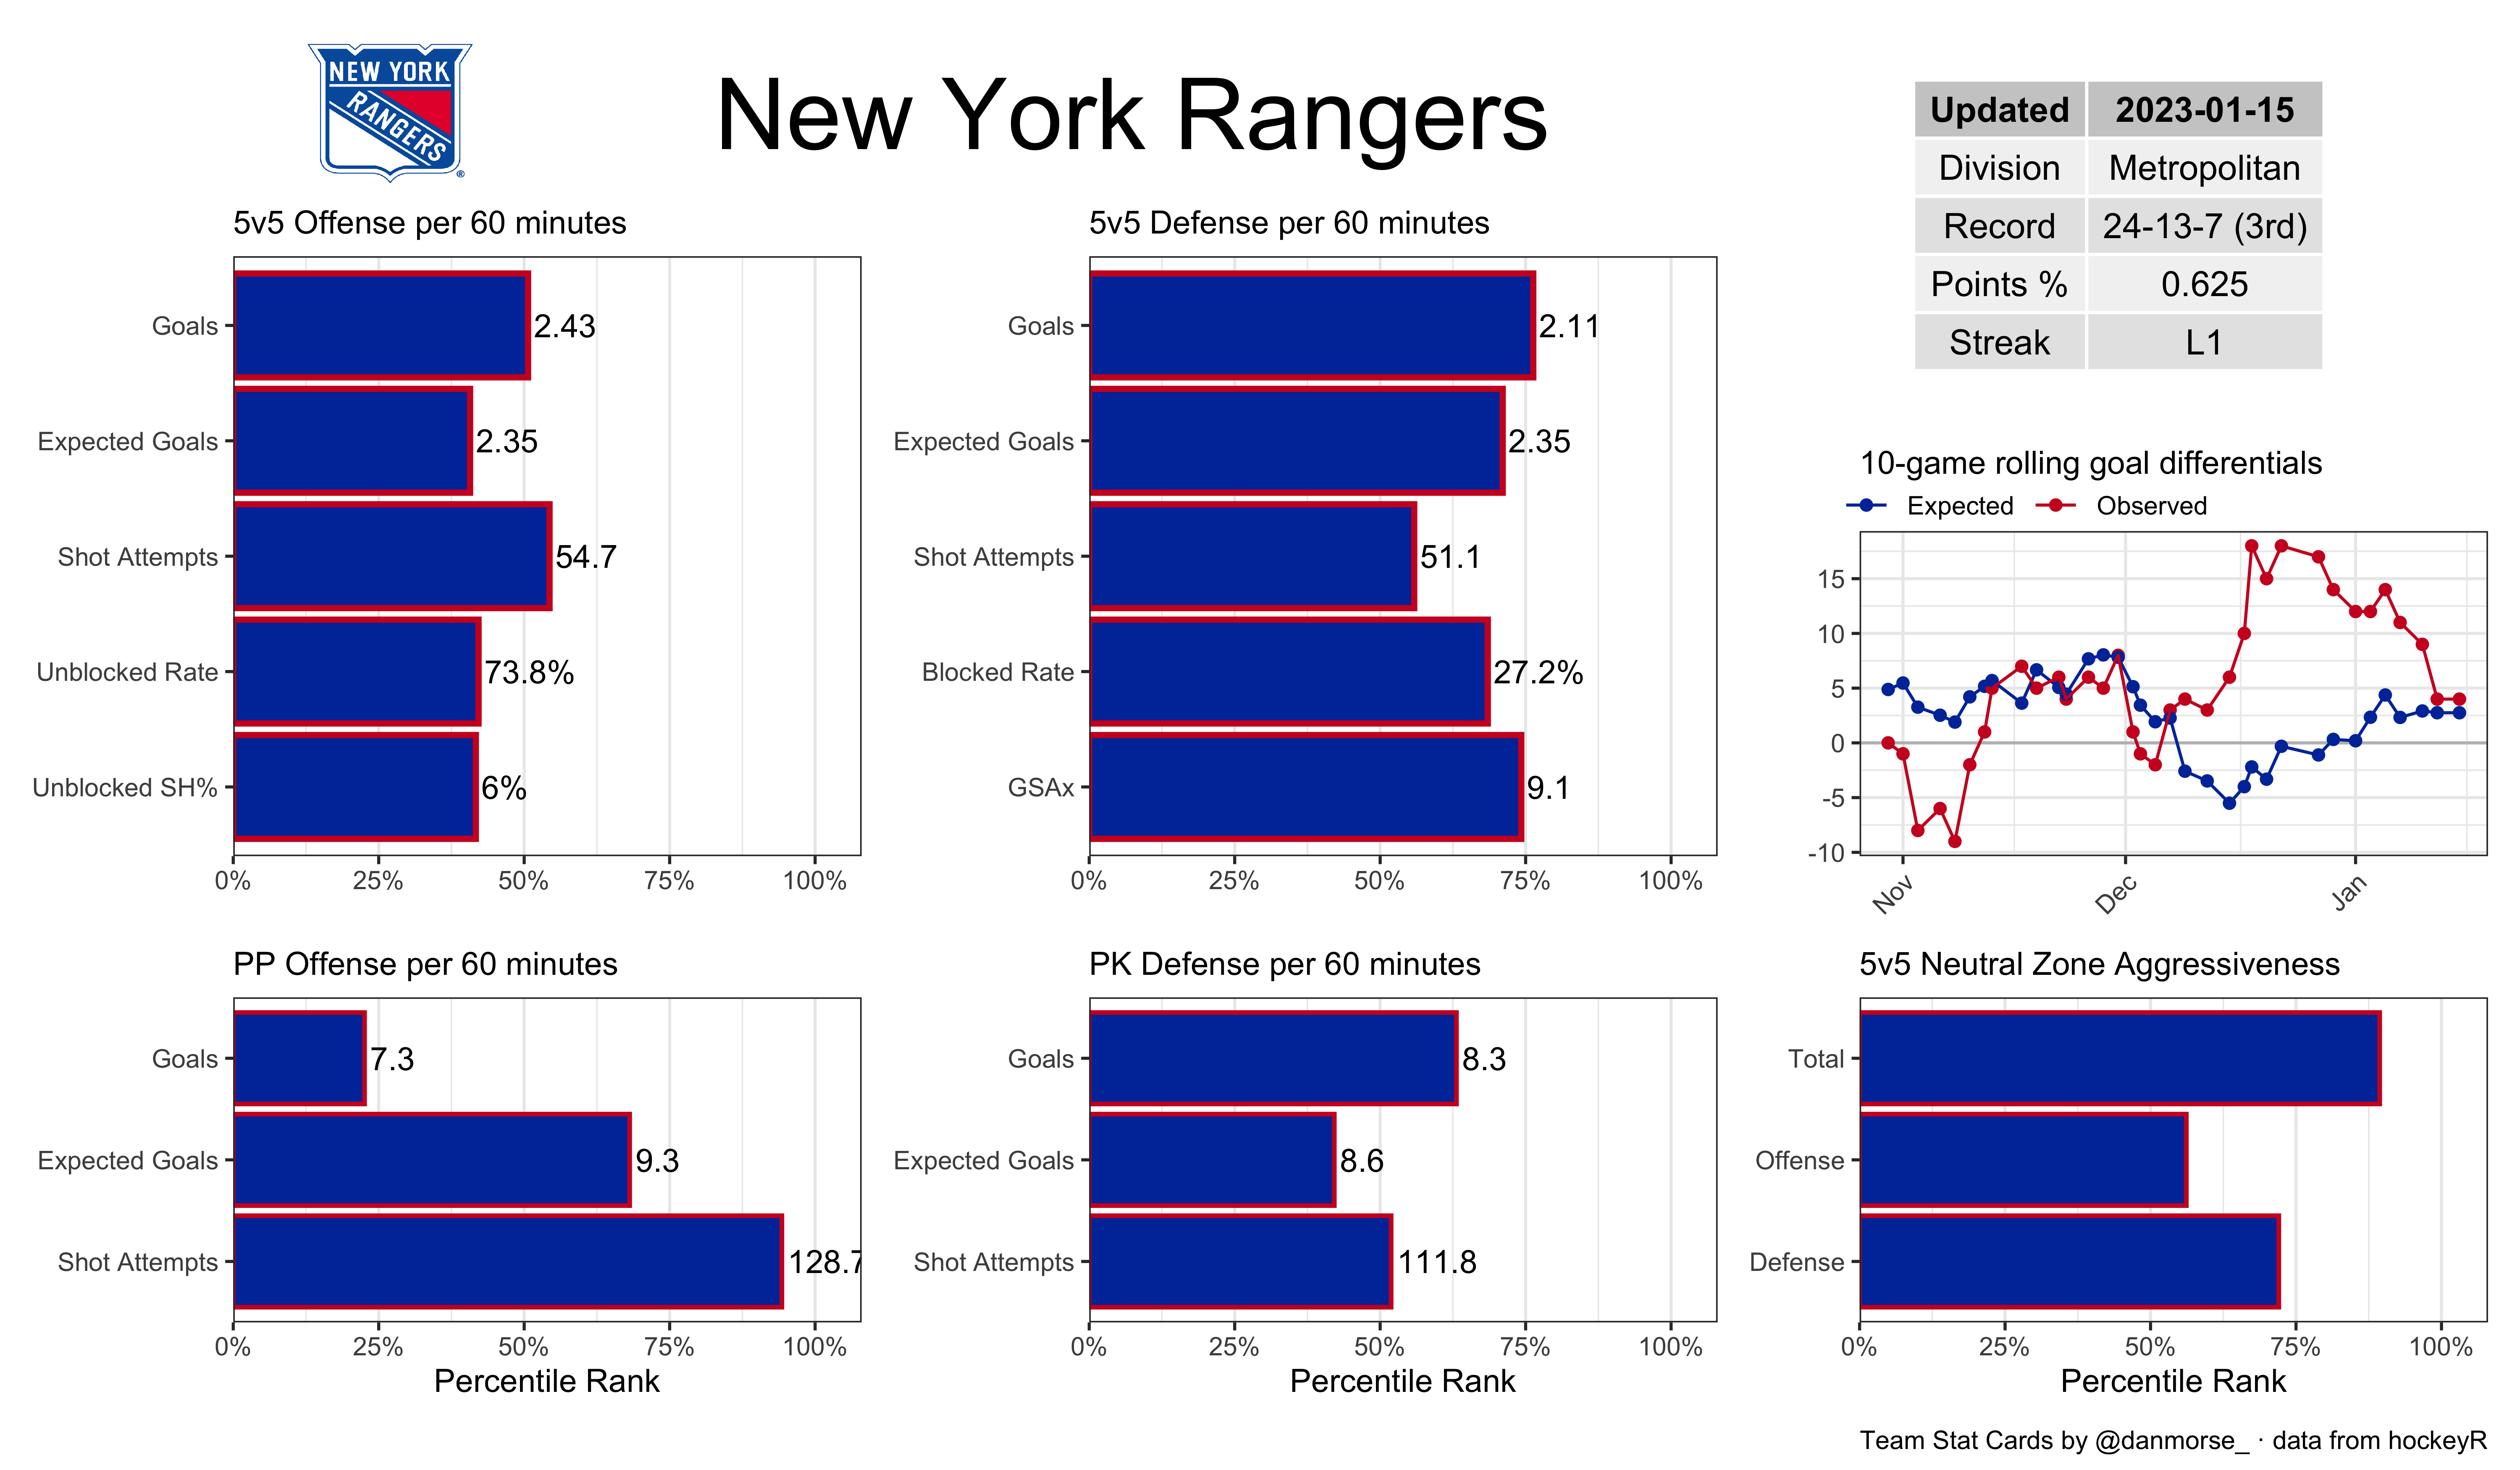 NEW YORK
RANGERS
®
New York Rangers
Updated 2023-01-15
Division Metropolitan
Record 24-13-7 (3rd)
Points % 0.625
Streak L1
5v5 Offense per 60 minutes
Goals 2.43
Expected Goals 2.35
Shot Attempts 54.7
Unblocked Rate 73.8%
Unblocked SH% 6%
0% 25% 50% 75% 100%
5v5 Defense per 60 minutes
Goals 2.11
Expected Goals 2.35
Shot Attempts 51.1
Blocked Rate 27.2%
GSAx 9.1
0% 25% 50% 75% 100%
10-game rolling goal differentials
Expected Observed
15
10
5
0
-5
-10
Nov Dec Jan
PP Offense per 60 minutes
Goals 7.3
Expected Goals 9.3
Shot Attempts 128.7
0% 25% 50% 75% 100%
Percentile Rank
PK Defense per 60 minutes
Goals 8.3
Expected Goals 8.6
Shot Attempts 111.8
0% 25% 50% 75% 100%
Percentile Rank
5v5 Neutral Zone Aggressiveness
Total
Offense
Defense
0% 25% 50% 75% 100%
Percentile Rank
Team Stat Cards by @danmorse_ · data from hockeyR